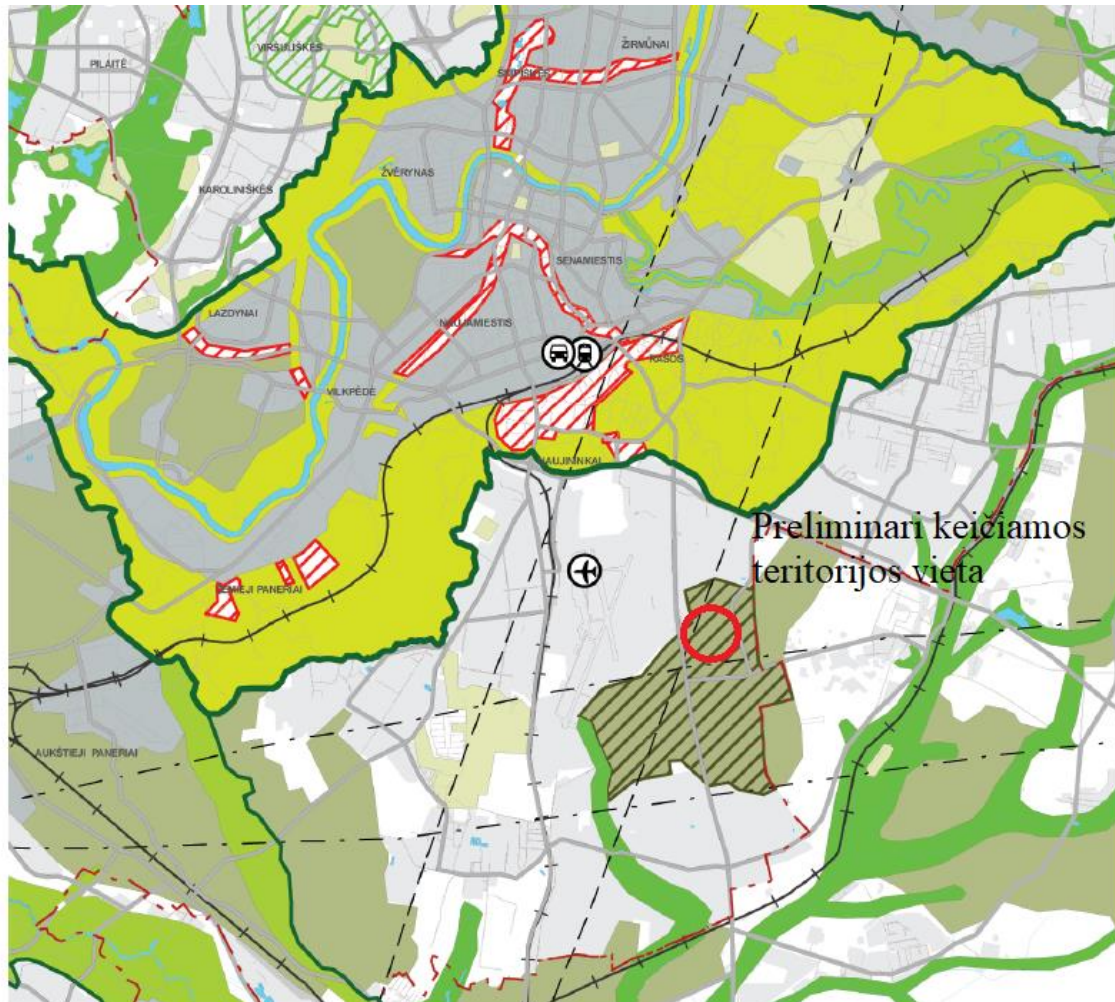 VIRŠULIŠKĖS
ŽIRMŪNAI
PILAITĖ
ŠNIPIŠKĖS
ŽVĖRYNAS
KAROLINIŠKĖS
SENAMIESTIS
LAZDYNAI
NAUJAMIESTIS
RASOS
VILKPĖDĖ
NAUJININKAI
Preliminari keičiamos
teritorijos vieta
ŽEMIEJI PANERIAI
AUKŠTIEJI PANERIAI